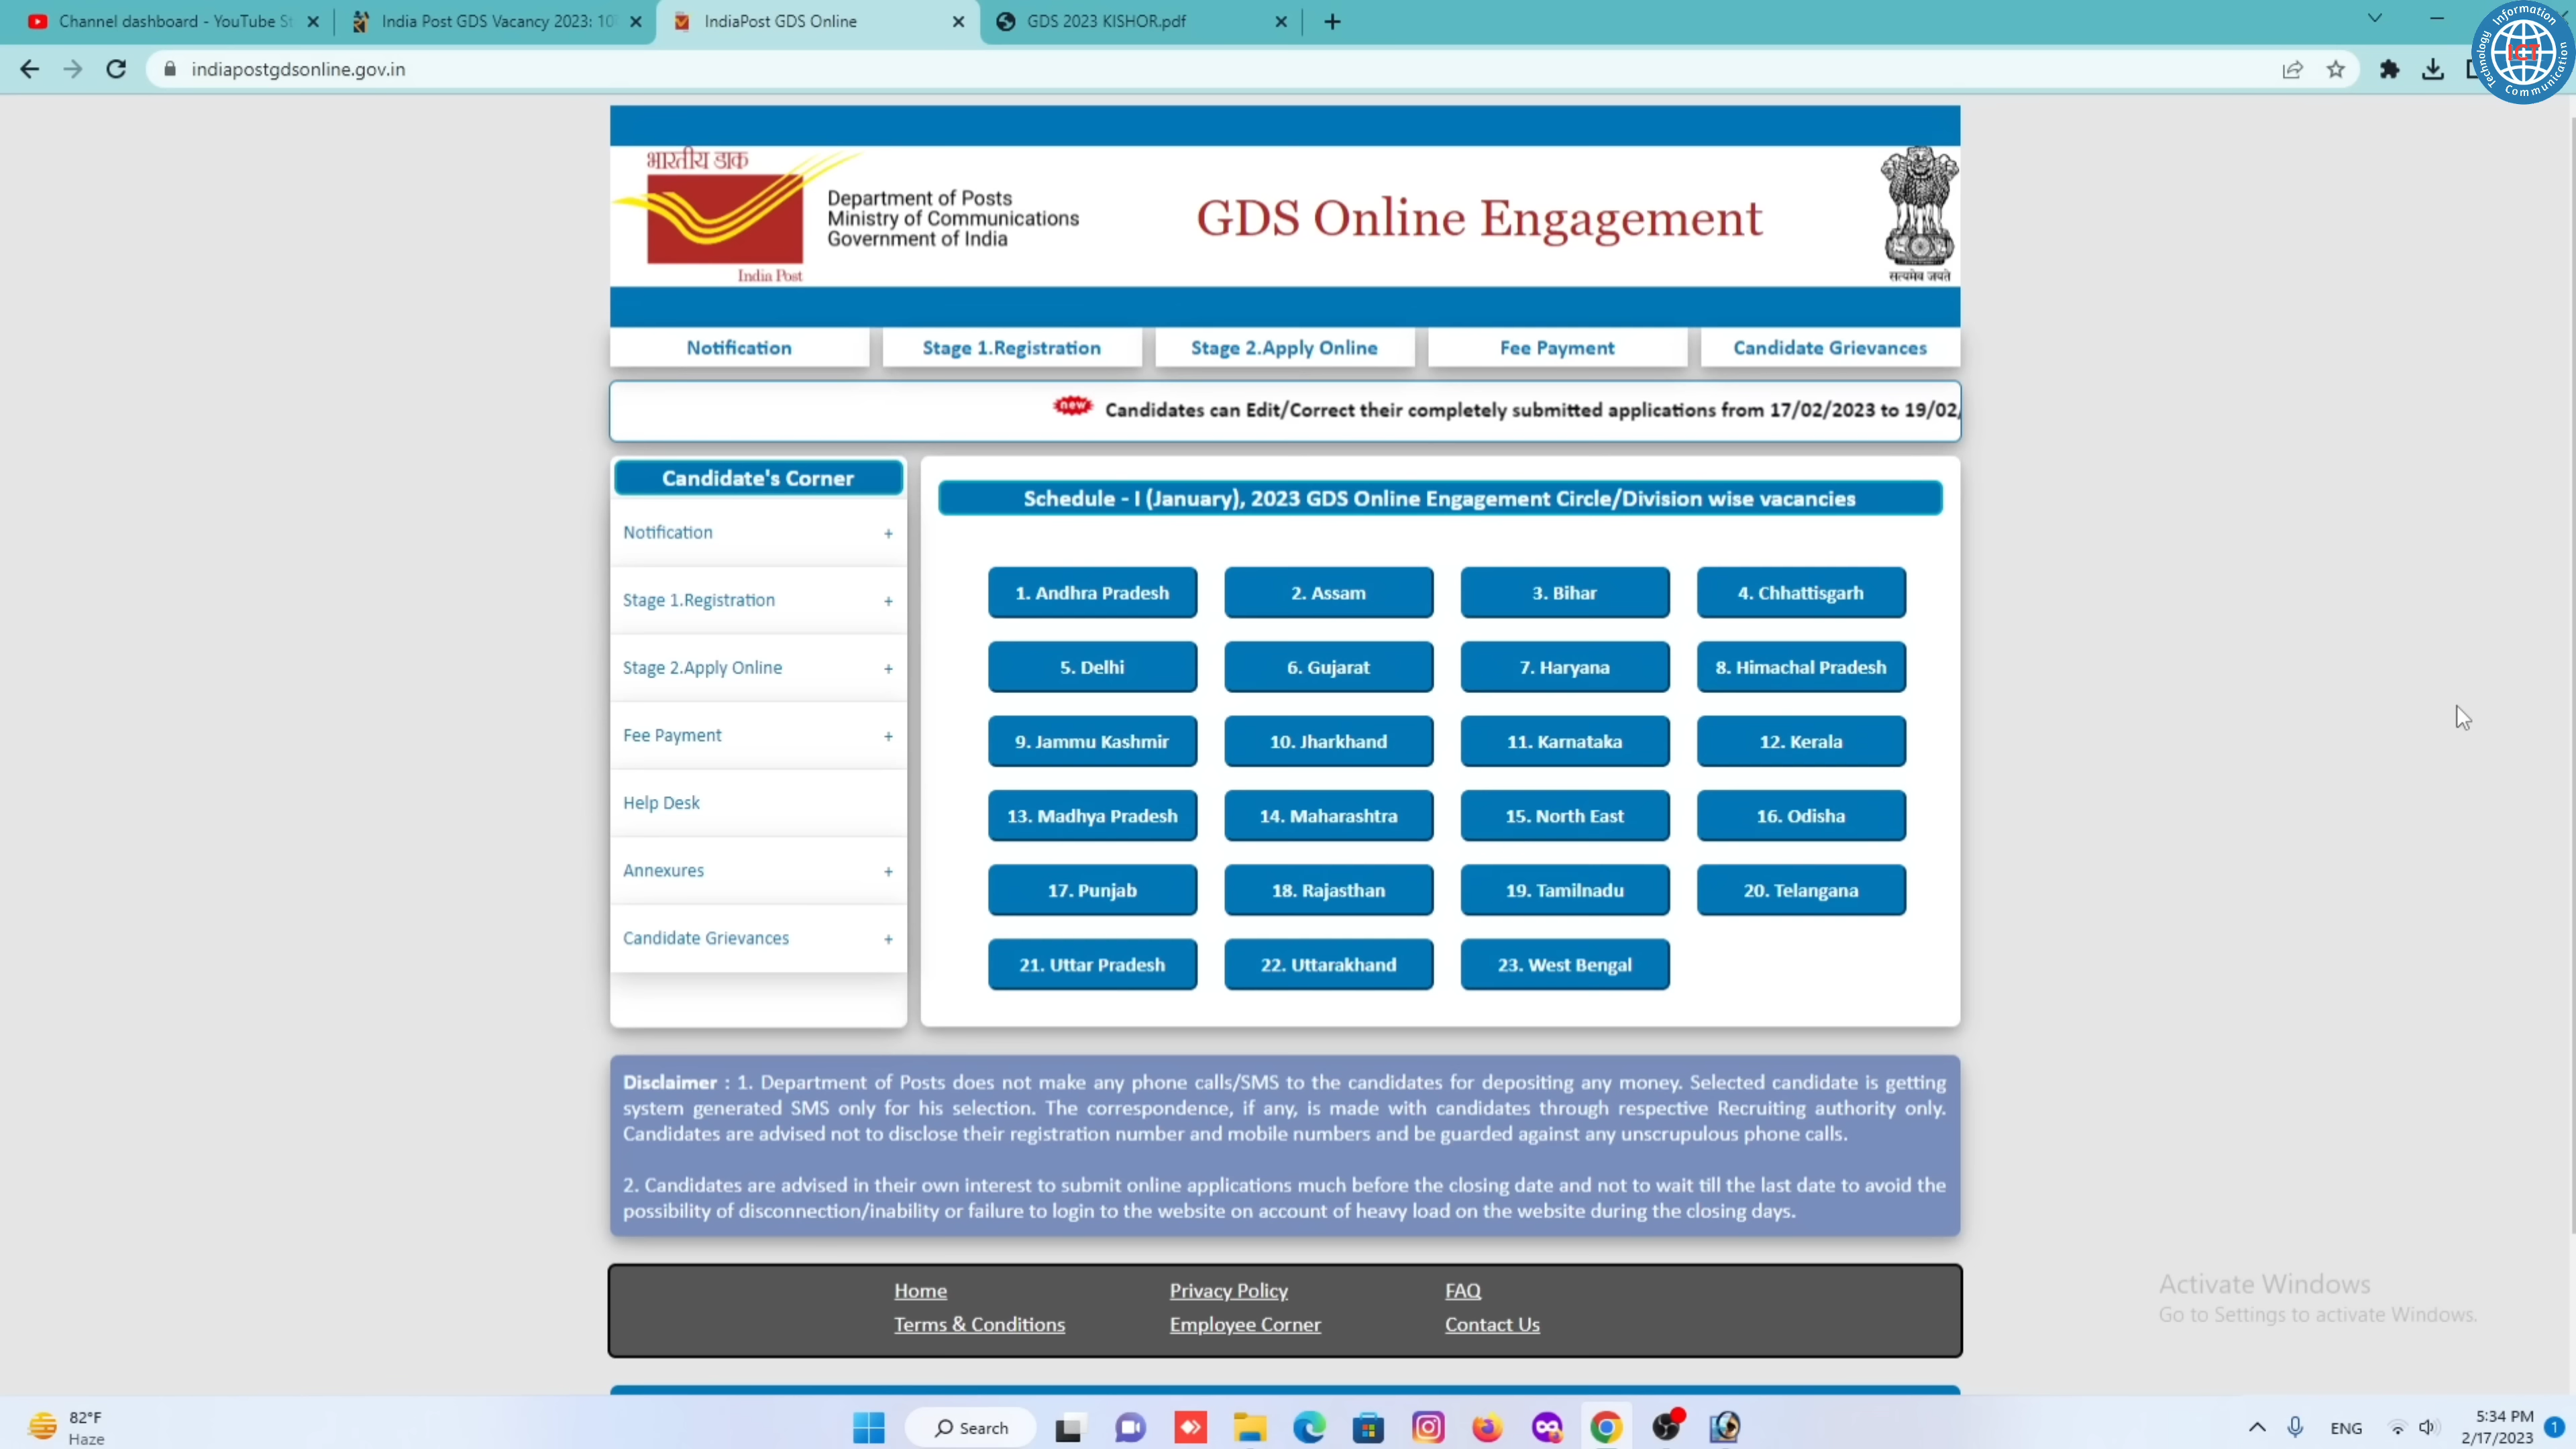 Channel dashboard - YouTube St
India Post GDS Vacancy 2023: 10
IndiaPost GDS Online
GDS 2023 KISHOR.pdf
indiapostgdsonline.gov.in
Information
Communication
Technology
ICT
भारतीय डाक
India Post
Department of Posts
Ministry of Communications
Government of India
GDS Online Engagement
सत्यमेव जयते
Notification
Stage 1.Registration
Stage 2.Apply Online
Fee Payment
Candidate Grievances
new Candidates can Edit/Correct their completely submitted applications from 17/02/2023 to 19/02/
Candidate's Corner
Notification +
Stage 1.Registration +
Stage 2.Apply Online +
Fee Payment +
Help Desk
Annexures +
Candidate Grievances +
Schedule - I (January), 2023 GDS Online Engagement Circle/Division wise vacancies
1. Andhra Pradesh
2. Assam
3. Bihar
4. Chhattisgarh
5. Delhi
6. Gujarat
7. Haryana
8. Himachal Pradesh
9. Jammu Kashmir
10. Jharkhand
11. Karnataka
12. Kerala
13. Madhya Pradesh
14. Maharashtra
15. North East
16. Odisha
17. Punjab
18. Rajasthan
19. Tamilnadu
20. Telangana
21. Uttar Pradesh
22. Uttarakhand
23. West Bengal
Disclaimer : 1. Department of Posts does not make any phone calls/SMS to the candidates for depositing any money. Selected candidate is getting
system generated SMS only for his selection. The correspondence, if any, is made with candidates through respective Recruiting authority only.
Candidates are advised not to disclose their registration number and mobile numbers and be guarded against any unscrupulous phone calls.
2. Candidates are advised in their own interest to submit online applications much before the closing date and not to wait till the last date to avoid the
possibility of disconnection/inability or failure to login to the website on account of heavy load on the website during the closing days.
Home
Privacy Policy
FAQ
Terms & Conditions
Employee Corner
Contact Us
Activate Windows
Go to Settings to activate Windows.
82°F
Haze
Search
ENG
5:34 PM
2/17/2023
1